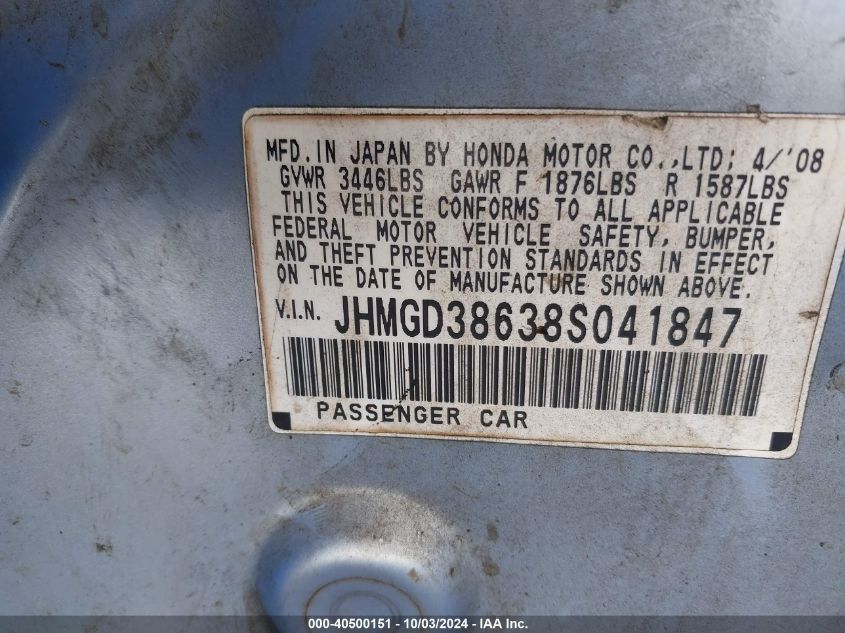 MFD. IN JAPAN BY HONDA MOTOR CO.,LTD; 4/'08
GVWR 3446LBS GAWR F 1876LBS R 1587LBS
THIS VEHICLE CONFORMS TO ALL APPLICABLE
FEDERAL MOTOR VEHICLE SAFETY, BUMPER,
AND THEFT PREVENTION STANDARDS IN EFFECT
ON THE DATE OF MANUFACTURE SHOWN ABOVE.
V.I.N. JHMGD38638S041847
PASSENGER CAR
000-40500151 - 10/03/2024 - IAA Inc.